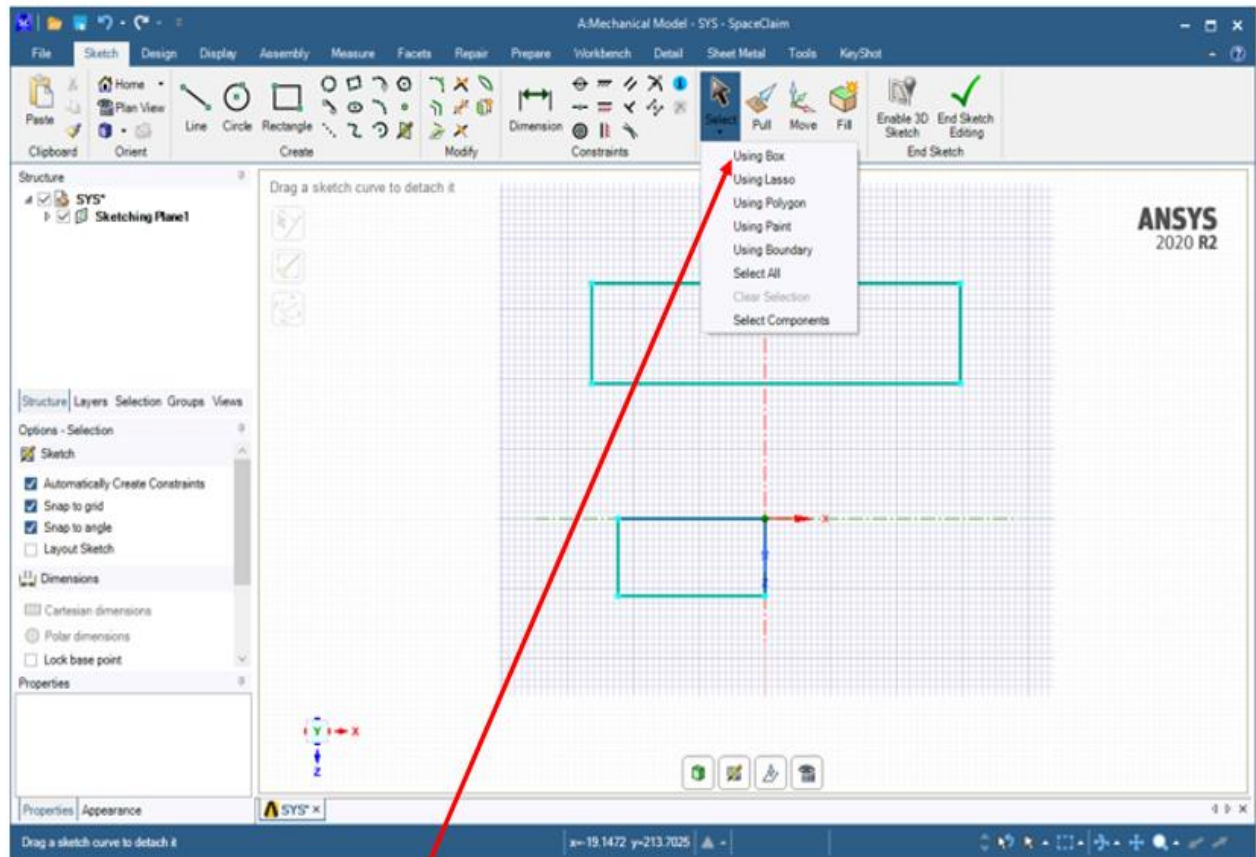 A:Mechanical Model - SYS - SpaceClaim
File Sketch Design Display Assembly Measure Facets Repair Prepare Workbench Detail Sheet Metal Tools KeyShot
Paste
Home
Plan View
Line Circle Rectangle
Dimension
Select Pull Move Fill
Enable 3D Sketch
End Sketch Editing
Clipboard Orient Create Modify Constraints End Sketch
Using Box
Using Lasso
Using Polygon
Using Paint
Using Boundary
Select All
Clear Selection
Select Components
Structure
SYS*
Sketching Plane1
Structure Layers Selection Groups Views
Options - Selection
Sketch
Automatically Create Constraints
Snap to grid
Snap to angle
Layout Sketch
Dimensions
Cartesian dimensions
Polar dimensions
Lock base point
Properties
Properties Appearance
Drag a sketch curve to detach it
ANSYS
2020 R2
X
Z
Y X
Z
SYS* ×
Drag a sketch curve to detach it
x=-19.1472 y=213.7025